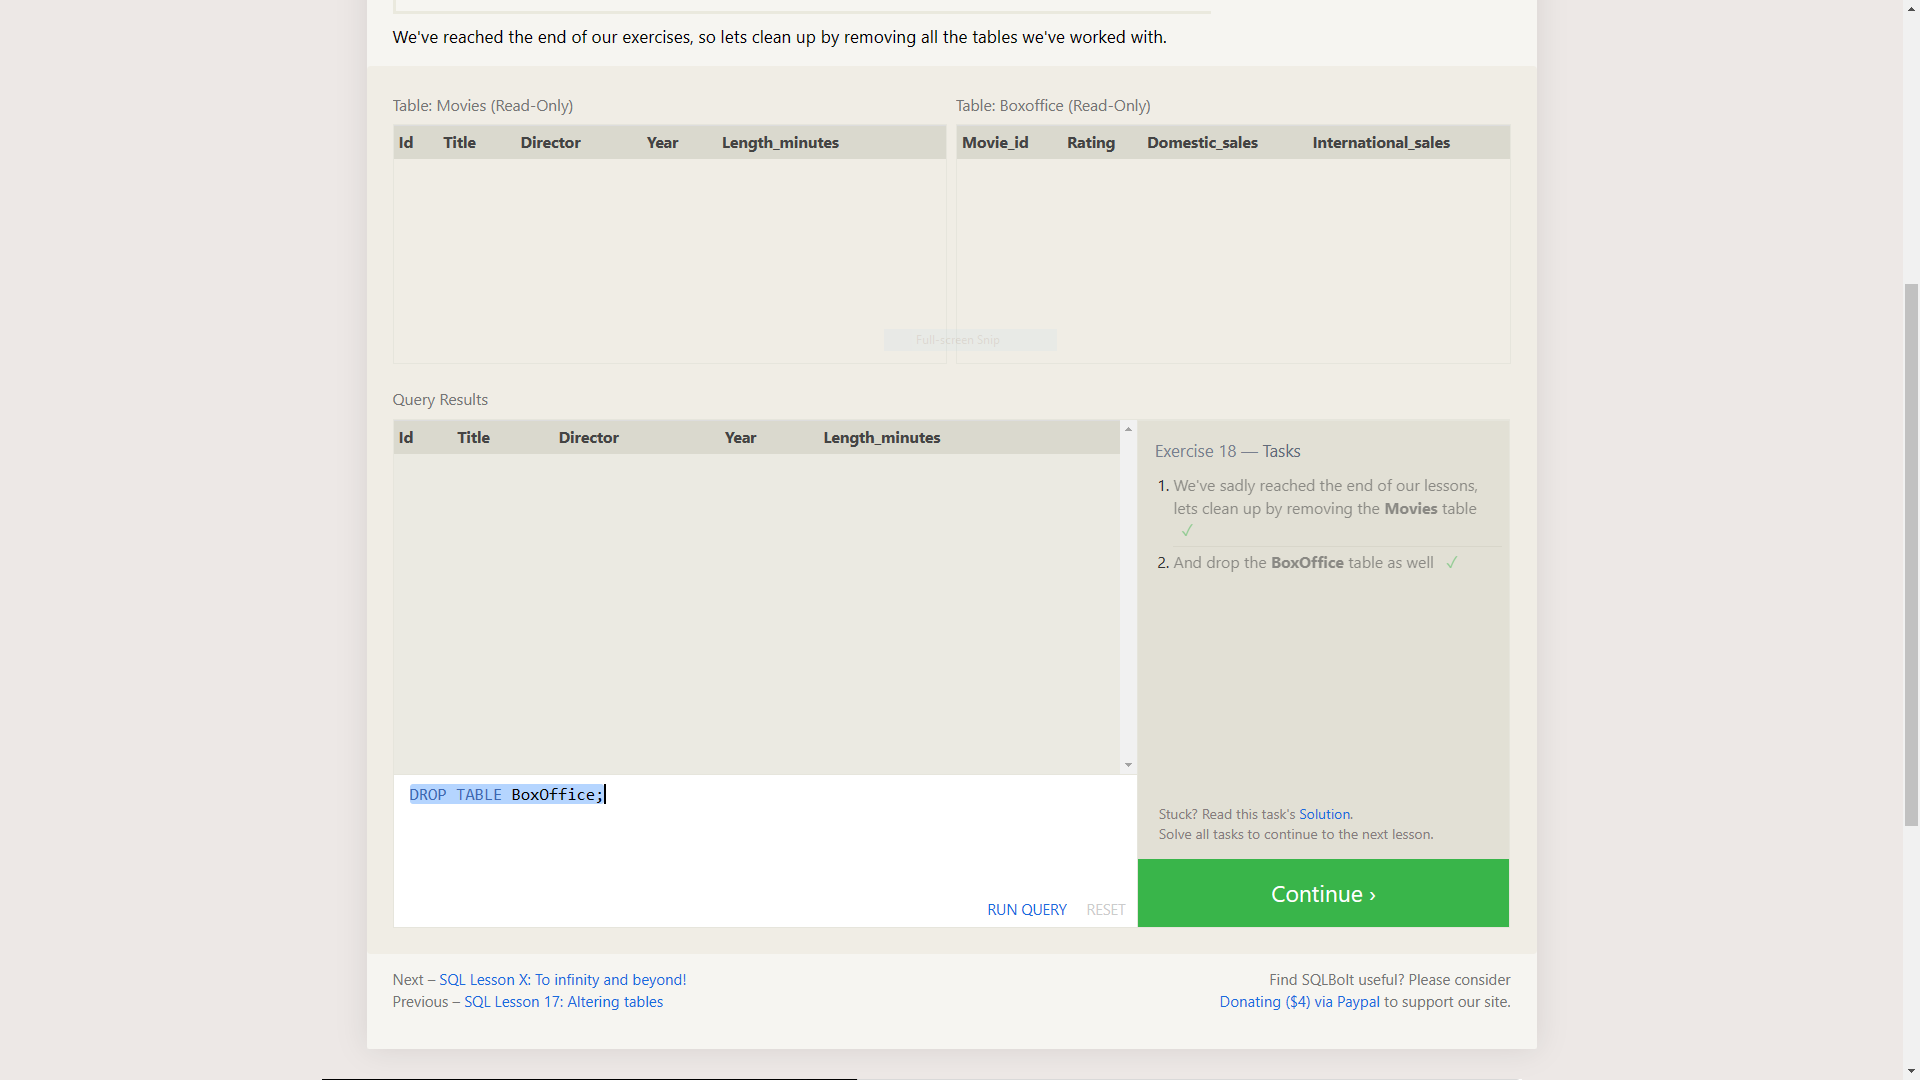 We've reached the end of our exercises, so lets clean up by removing all the tables we've worked with.
Table: Movies (Read-Only)
Id Title Director Year Length_minutes
Table: Boxoffice (Read-Only)
Movie_id Rating Domestic_sales International_sales
Full-screen Snip
Query Results
Id Title Director Year Length_minutes
DROP TABLE BoxOffice;
RUN QUERY RESET
Exercise 18 — Tasks
1. We've sadly reached the end of our lessons,
lets clean up by removing the Movies table
✓
2. And drop the BoxOffice table as well ✓
Stuck? Read this task's Solution.
Solve all tasks to continue to the next lesson.
Continue ›
Next – SQL Lesson X: To infinity and beyond!
Previous – SQL Lesson 17: Altering tables
Find SQLBolt useful? Please consider
Donating ($4) via Paypal to support our site.